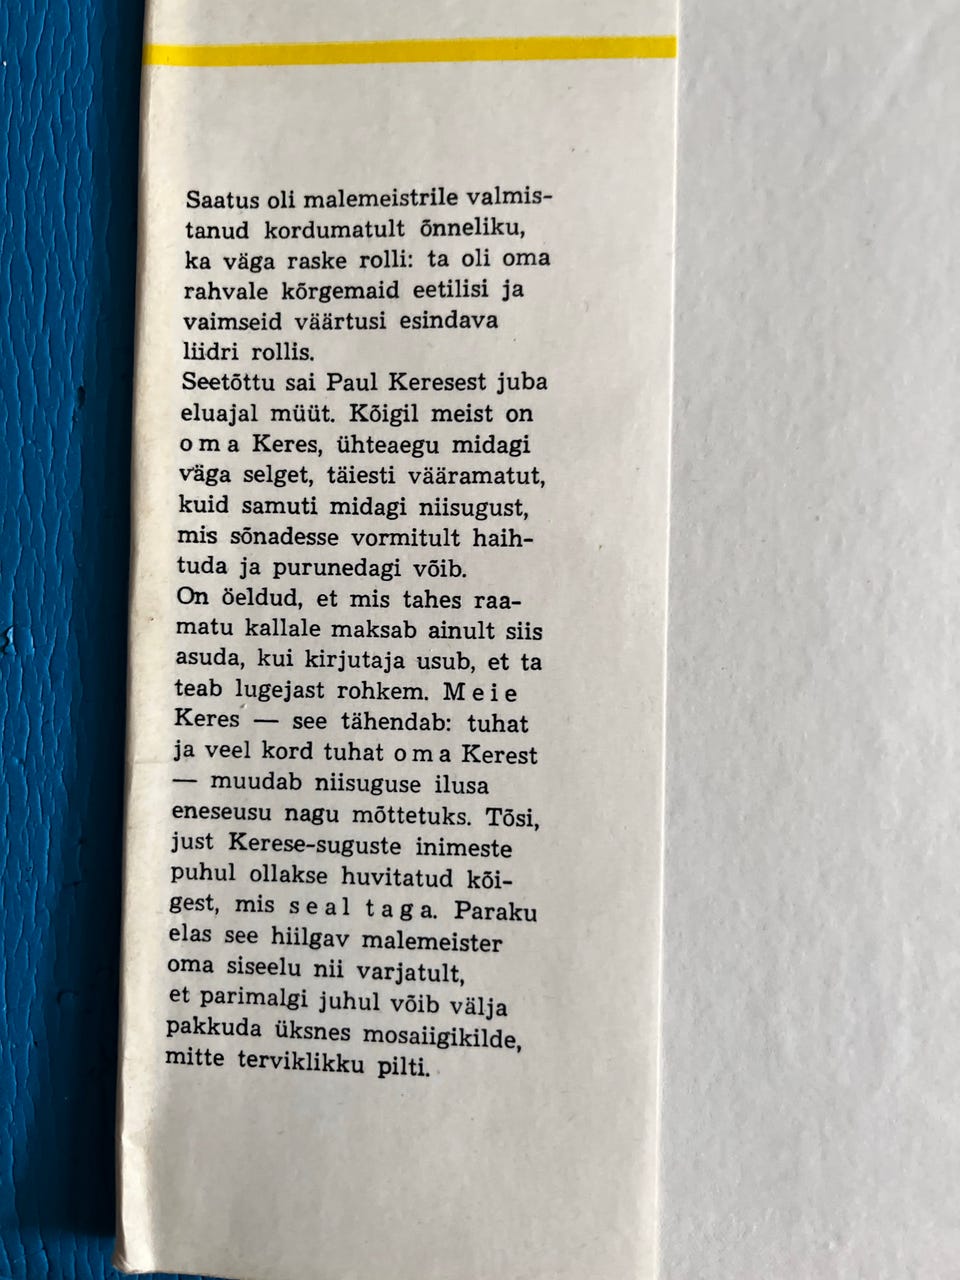 Saatus oli malemeistrile valmis-
tanud kordumatult õnneliku,
ka väga raske rolli: ta oli oma
rahvale kõrgemaid eetilisi ja
vaimseid väärtusi esindava
liidri rollis.
Seetõttu sai Paul Keresest juba
eluajal müüt. Kõigil meist on
o m a Keres, ühteaegu midagi
väga selget, täiesti vääramatut,
kuid samuti midagi niisugust,
mis sõnadesse vormitult haih-
tuda ja purunedagi võib.
On öeldud, et mis tahes raa-
matu kallale maksab ainult siis
asuda, kui kirjutaja usub, et ta
teab lugejast rohkem. M e i e
Keres — see tähendab: tuhat
ja veel kord tuhat o m a Kerest
— muudab niisuguse ilusa
eneseusu nagu mõttetuks. Tõsi,
just Kerese-suguste inimeste
puhul ollakse huvitatud kõi-
gest, mis s e a l t a g a. Paraku
elas see hiilgav malemeister
oma siseelu nii varjatult,
et parimalgi juhul võib välja
pakkuda üksnes mosaiigikilde,
mitte terviklikku pilti.